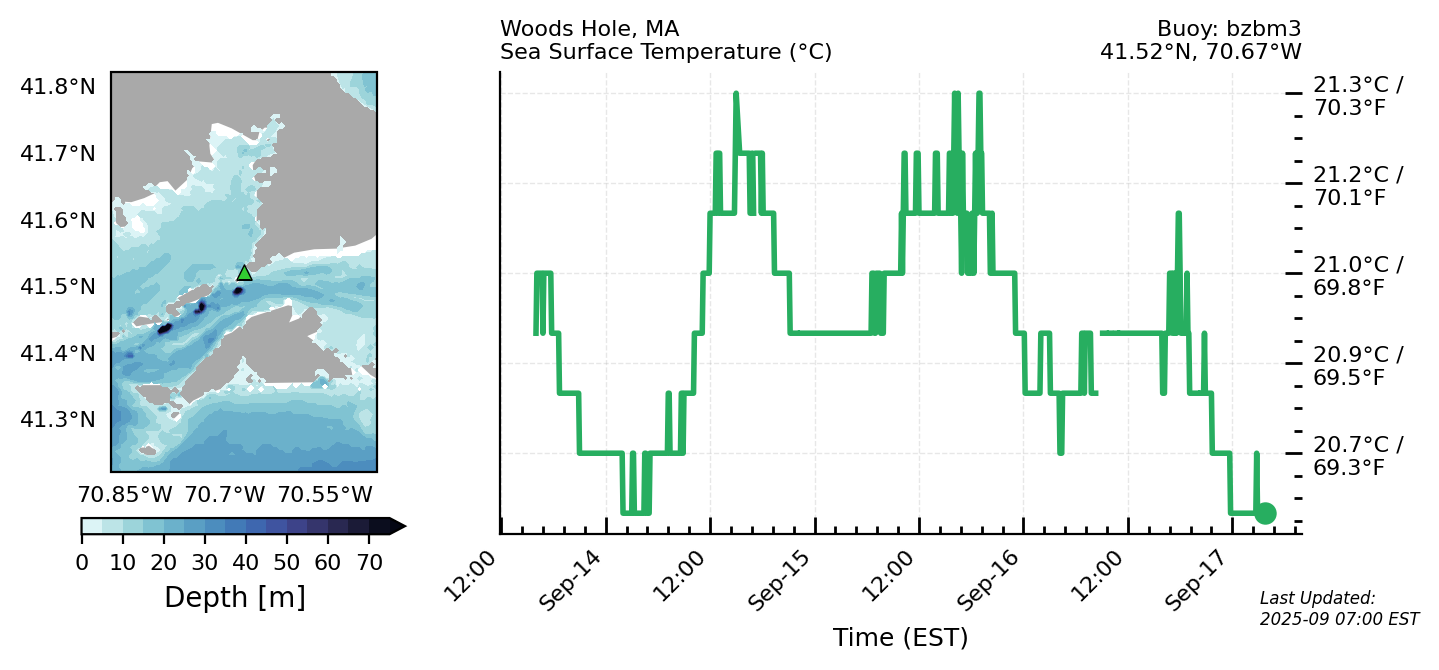 Woods Hole, MA
Sea Surface Temperature (°C)
Buoy: bzbm3
41.52°N, 70.67°W
41.8°N
41.7°N
41.6°N
41.5°N
41.4°N
41.3°N
70.85°W 70.7°W 70.55°W
0 10 20 30 40 50 60 70
Depth [m]
21.3°C /
70.3°F
21.2°C /
70.1°F
21.0°C /
69.8°F
20.9°C /
69.5°F
20.7°C /
69.3°F
12:00 Sep-14 12:00 Sep-15 12:00 Sep-16 12:00 Sep-17
Time (EST)
Last Updated:
2025-09 07:00 EST